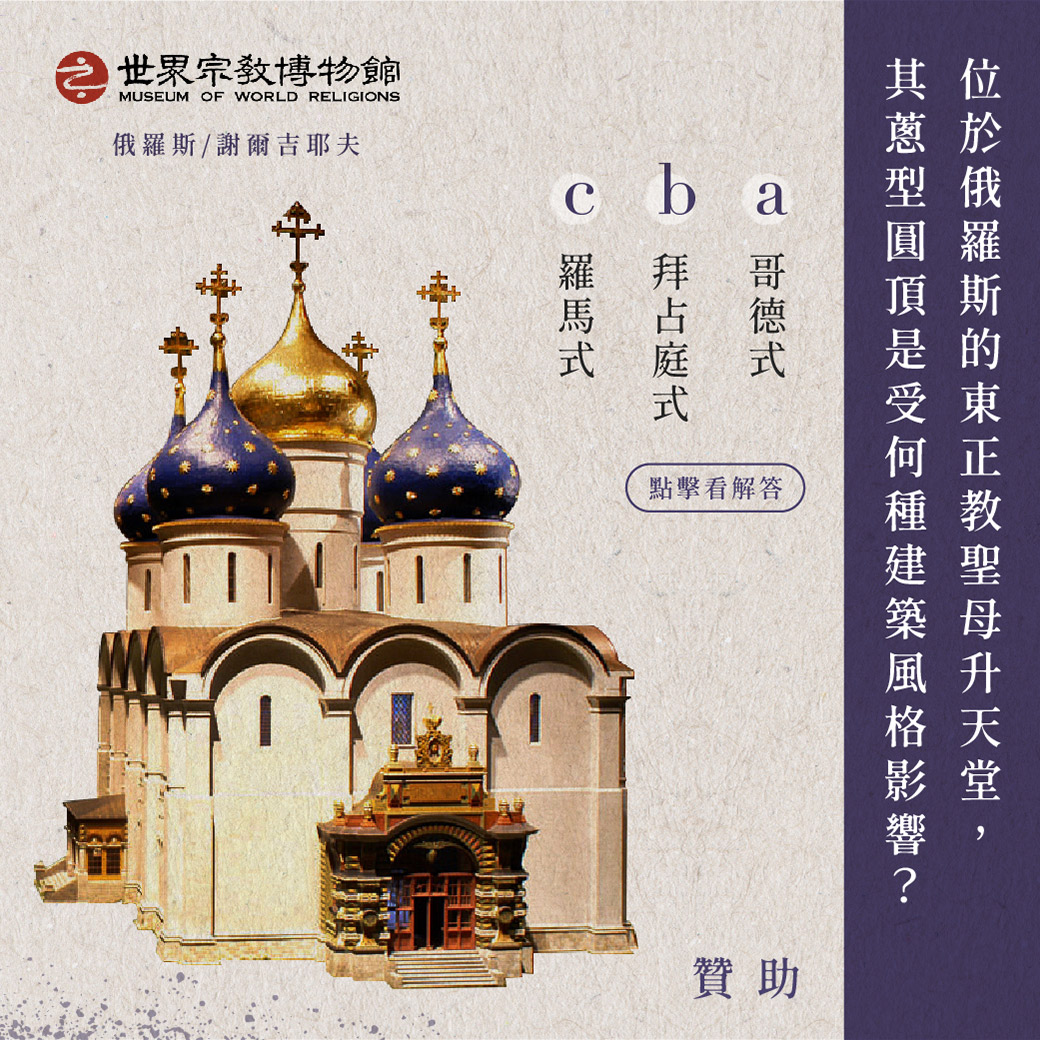 世界宗教博物館
MUSEUM OF WORLD RELIGIONS
俄羅斯/謝爾吉耶夫
位於俄羅斯的東正教聖母升天堂，
其蔥型圓頂是受何種建築風格影響？
a 哥德式
b 拜占庭式
c 羅馬式
點擊看解答
贊助